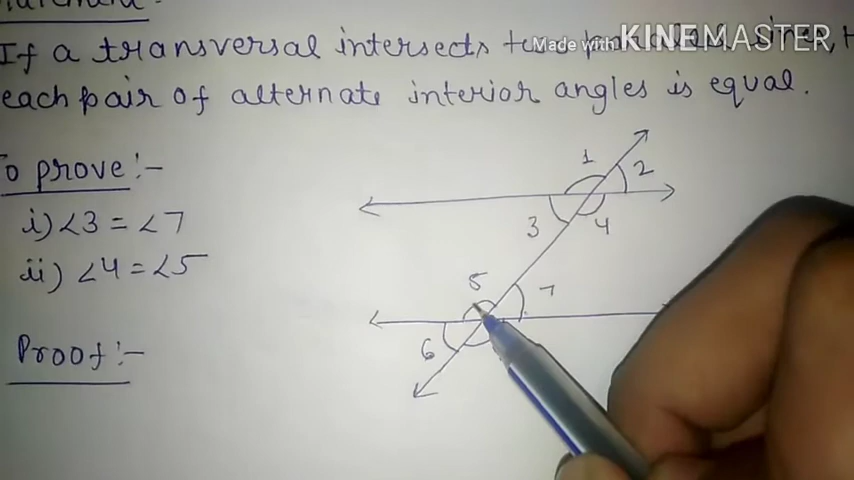 If a transversal intersects two
Made with KINEMASTER
each pair of alternate interior angles is equal.
To prove :-
i) ∠3 = ∠7
ii) ∠4 = ∠5
Proof :-
1
2
3
4
5
7
6